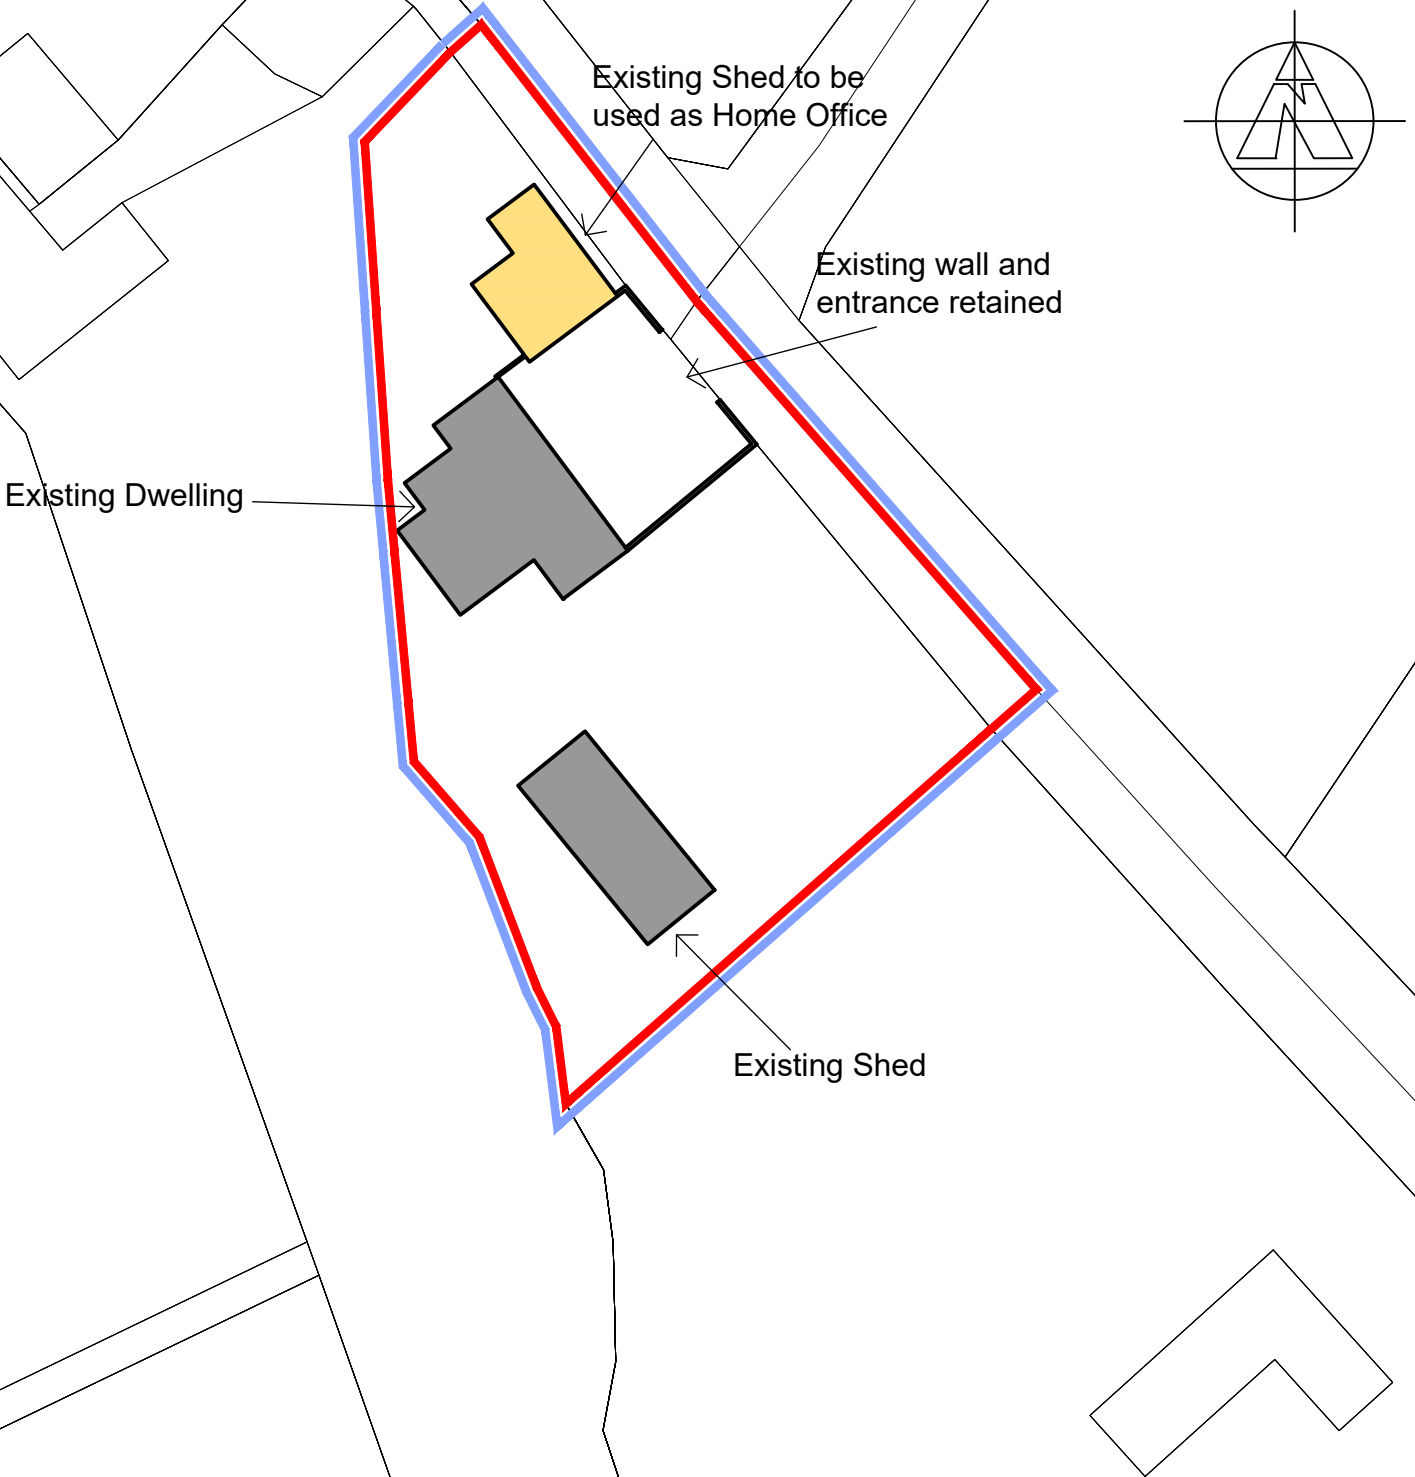 Existing Shed to be
used as Home Office
Existing wall and
entrance retained
Existing Dwelling
Existing Shed